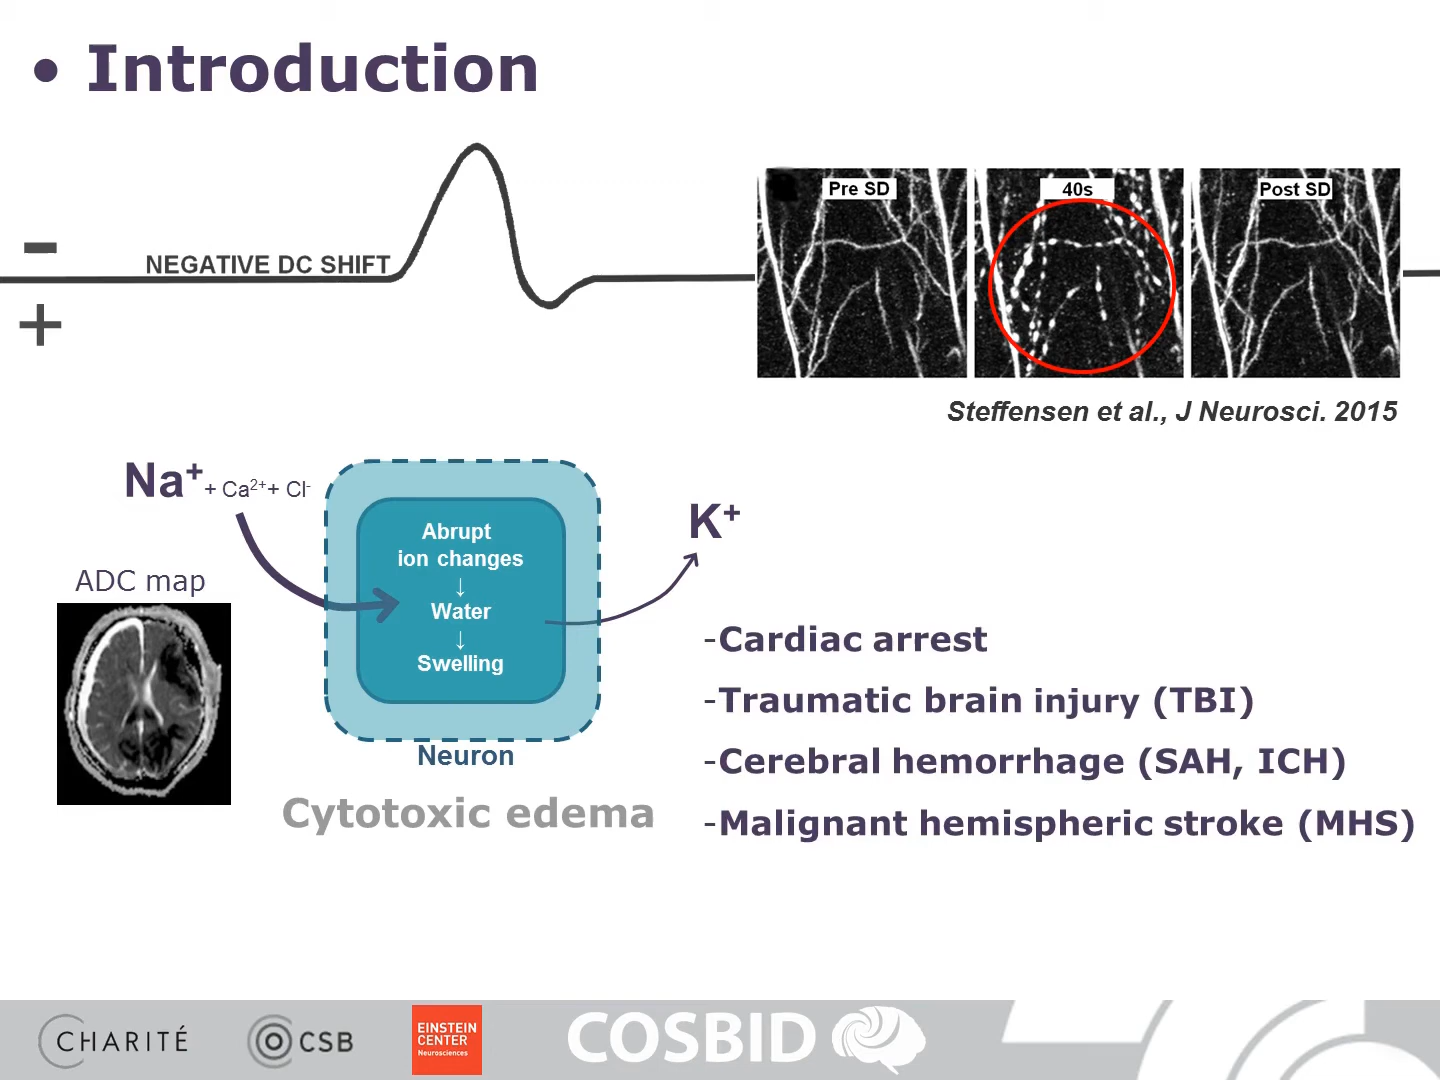 • Introduction
-
NEGATIVE DC SHIFT
+
Pre SD
40s
Post SD
Steffensen et al., J Neurosci. 2015
Na⁺ + Ca²⁺+ Cl⁻
K⁺
Abrupt
ion changes
↓
Water
↓
Swelling
Neuron
Cytotoxic edema
ADC map
-Cardiac arrest
-Traumatic brain injury (TBI)
-Cerebral hemorrhage (SAH, ICH)
-Malignant hemispheric stroke (MHS)
CHARITÉ
CSB
EINSTEIN
CENTER
Neurosciences
COSBID